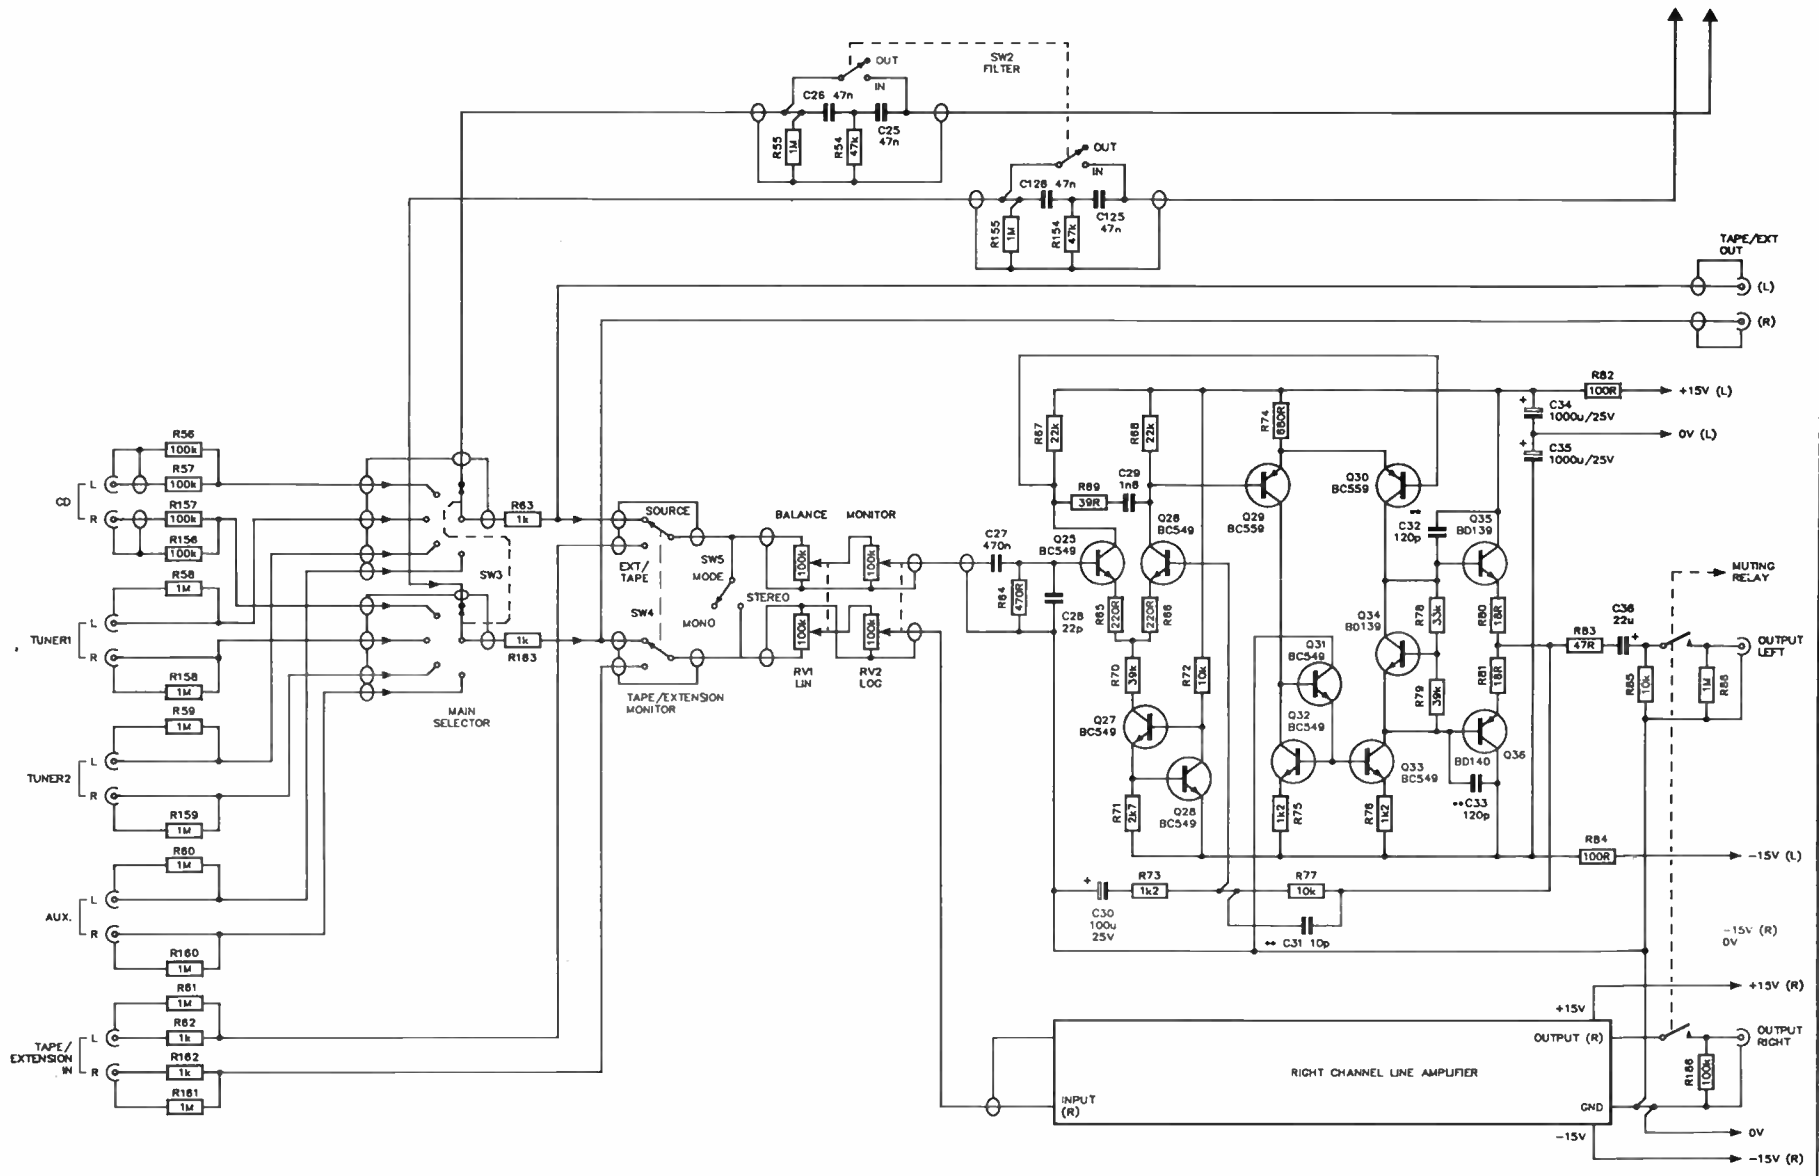 SW2
FILTER
OUT
IN
C26 47n
C25
47n
R55
1M
R54
47k
OUT
IN
C126 47n
C125
47n
R155
1M
R154
47k
TAPE/EXT
OUT
(L)
(R)
R56
100k
R57
100k
R157
100k
R156
100k
CD
L
R
R58
1M
TUNER1
L
R
R158
1M
R59
1M
TUNER2
L
R
R159
1M
R60
1M
AUX.
L
R
R160
1M
R61
1M
R62
1k
R162
1k
R161
1M
TAPE/
EXTENSION
IN
L
R
SW3
MAIN
SELECTOR
R63
1k
1k
R163
SOURCE
EXT/
TAPE
SW4
TAPE/EXTENSION
MONITOR
SW5
MODE
STEREO
MONO
BALANCE
MONITOR
100k
100k
100k
100k
RV1
LIN
RV2
LOG
C27
470n
R64
470R
C28
22p
R67
22k
R68
22k
R69
39R
C29
1n6
Q25
BC549
Q26
BC549
R65
220R
R66
220R
R70
39k
R72
10k
Q27
BC549
Q28
BC549
R71
2k7
R74
680R
Q29
BC559
Q30
BC559
**
C32
120p
Q35
BD139
Q31
BC549
Q32
BC549
Q34
BD139
R78
33k
R79
39k
R80
18R
R81
18R
Q33
BC549
BD140
Q36
**C33
120p
1k2
R75
R76
1k2
R73
1k2
R77
10k
C30
100u
25V
** C31 10p
R82
100R
+15V (L)
C34
1000u/25V
0V (L)
C35
1000u/25V
MUTING
RELAY
R83
47R
C36
22u
R85
10k
1M
R86
OUTPUT
LEFT
R84
100R
-15V (L)
-15V (R)
0V
+15V (R)
+15V
OUTPUT (R)
OUTPUT
RIGHT
RIGHT CHANNEL LINE AMPLIFIER
INPUT
(R)
GND
R186
100k
0V
-15V
-15V (R)